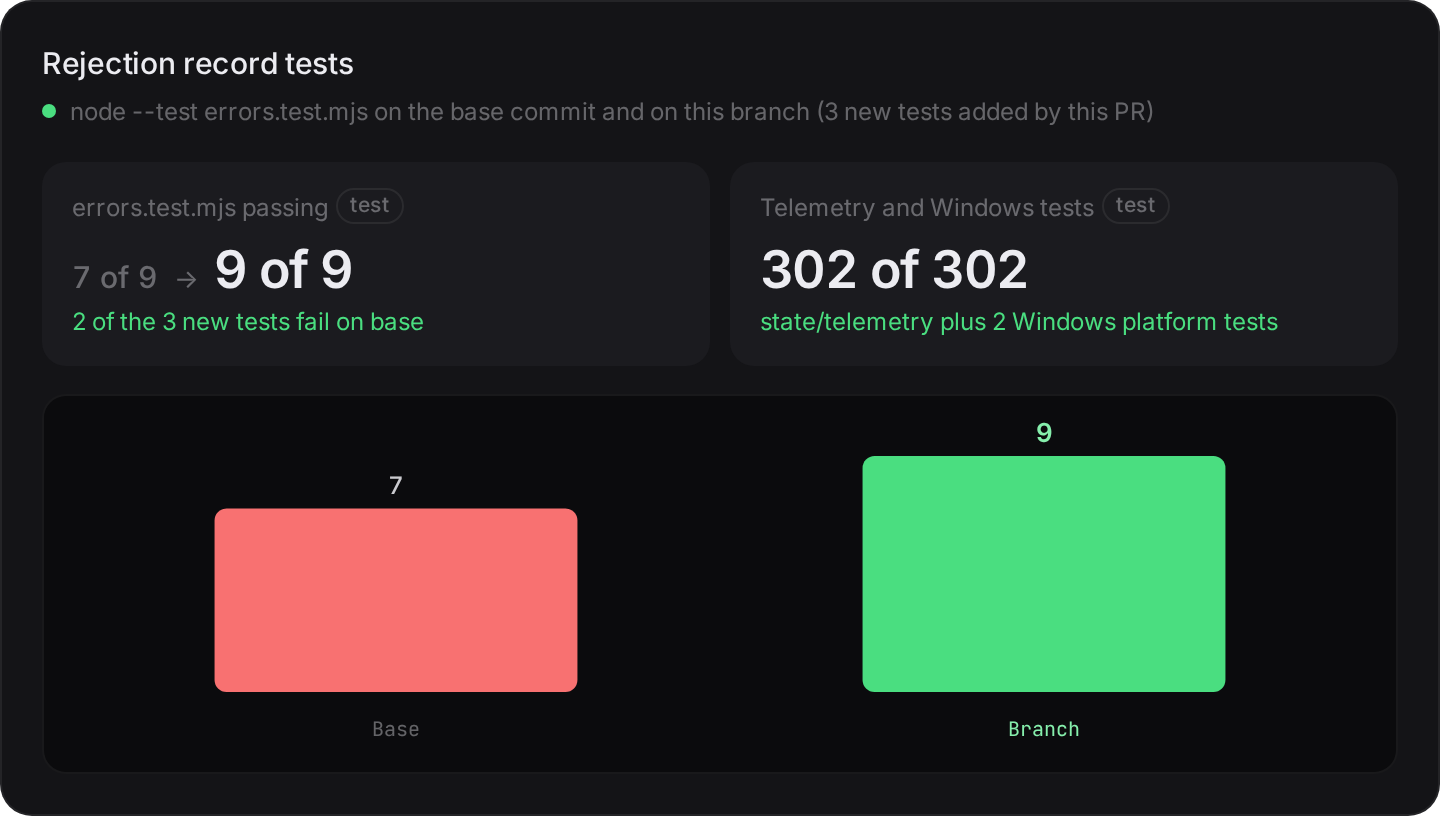 Rejection record tests
node --test errors.test.mjs on the base commit and on this branch (3 new tests added by this PR)
errors.test.mjs passing test
7 of 9 → 9 of 9
2 of the 3 new tests fail on base
Telemetry and Windows tests test
302 of 302
state/telemetry plus 2 Windows platform tests
7
9
Base
Branch